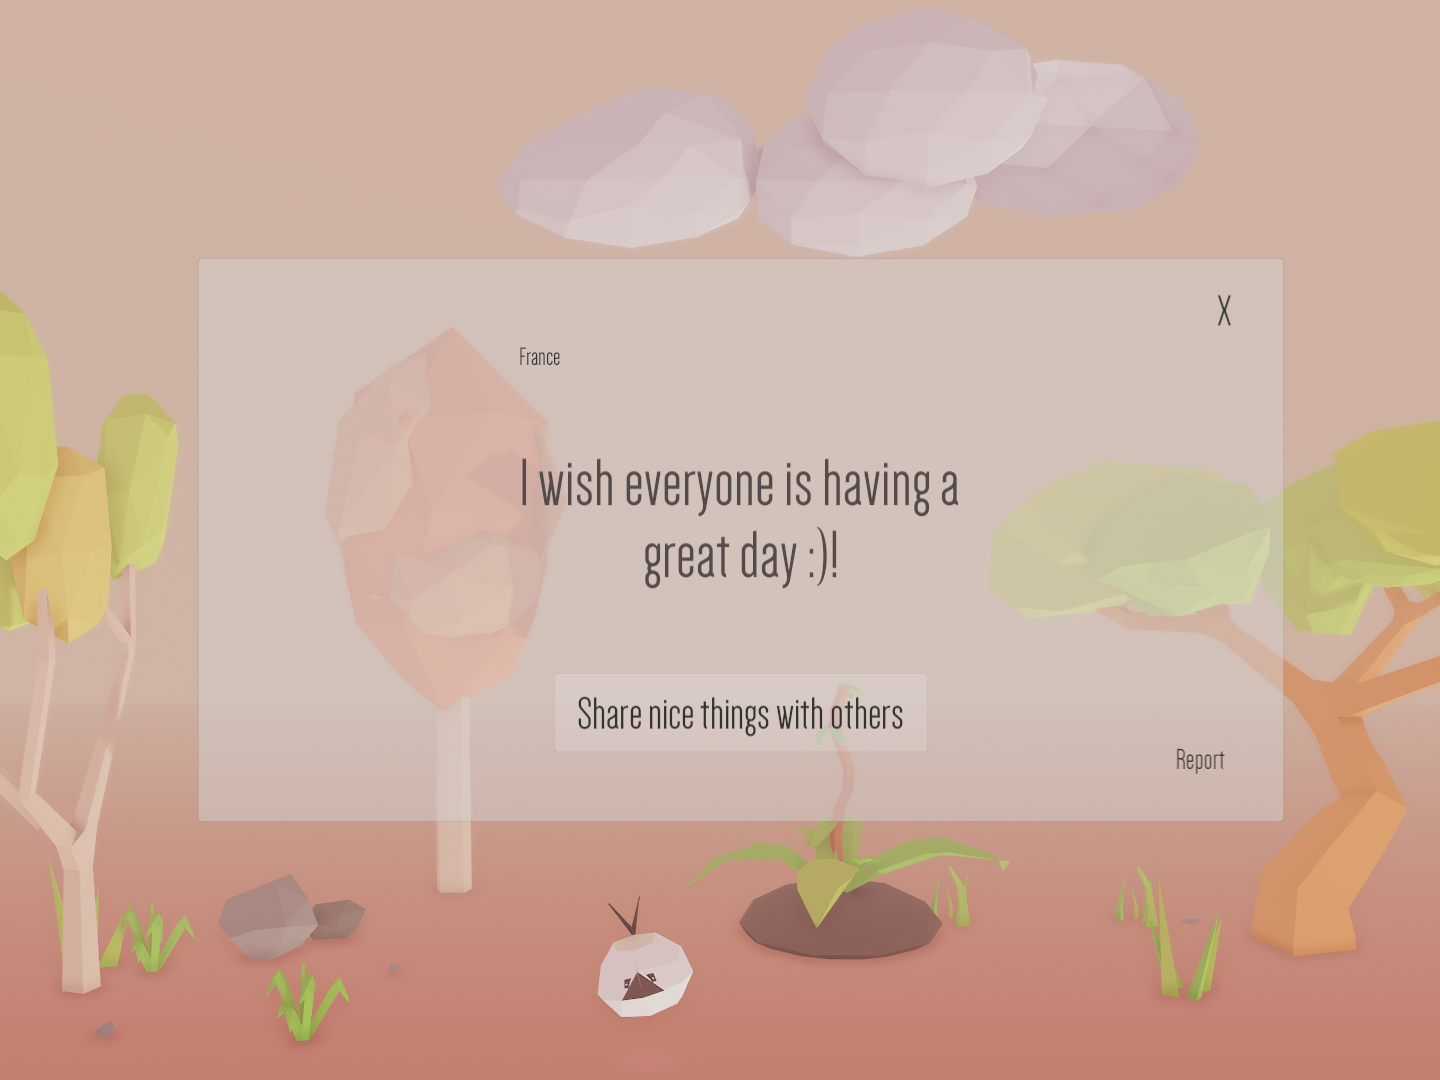 X
France
I wish everyone is having a
great day :)!
Share nice things with others
Report